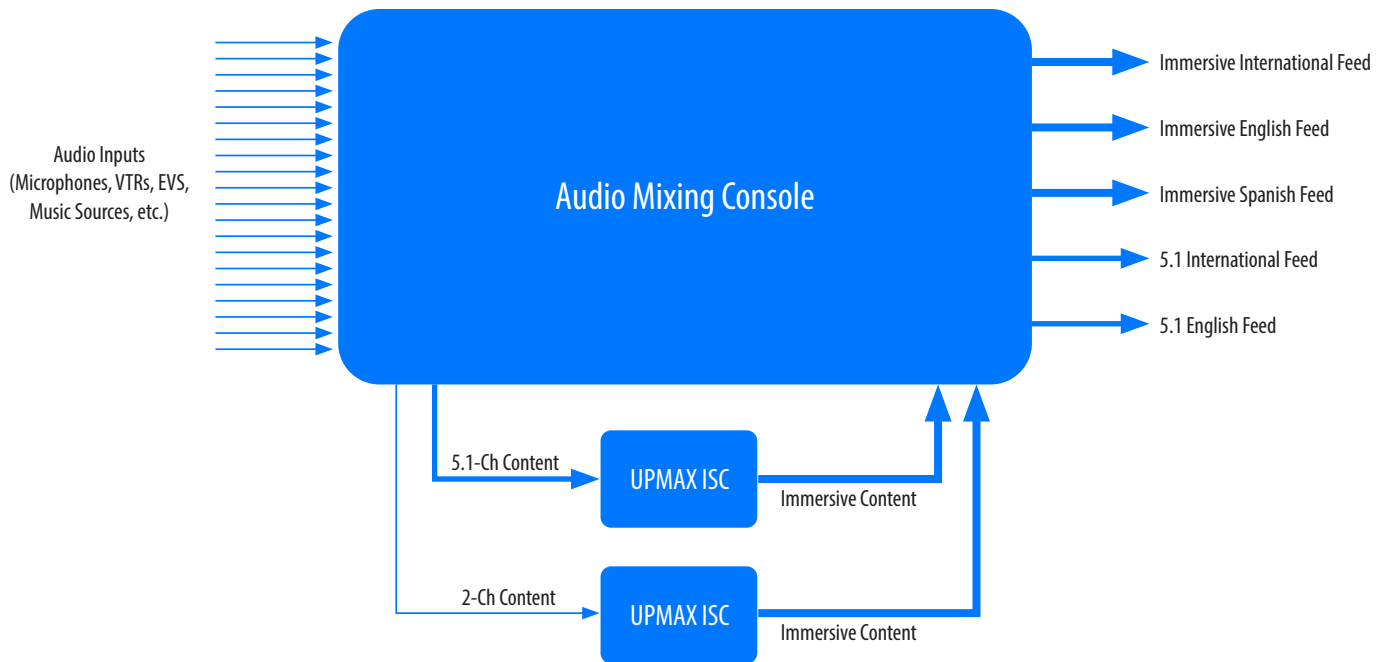 Audio Inputs
(Microphones, VTRs, EVS,
Music Sources, etc.)
Audio Mixing Console
Immersive International Feed
Immersive English Feed
Immersive Spanish Feed
5.1 International Feed
5.1 English Feed
5.1-Ch Content
UPMAX ISC
Immersive Content
2-Ch Content
UPMAX ISC
Immersive Content